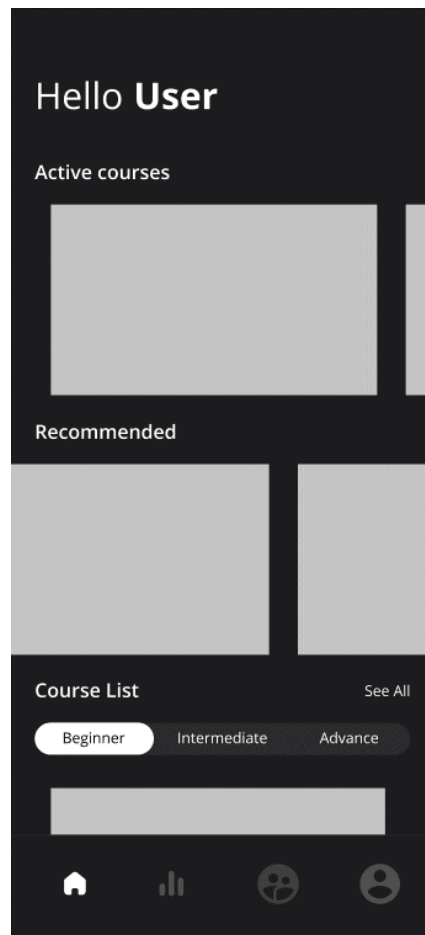 Hello User
Active courses
Recommended
Course List See All
Beginner Intermediate Advance